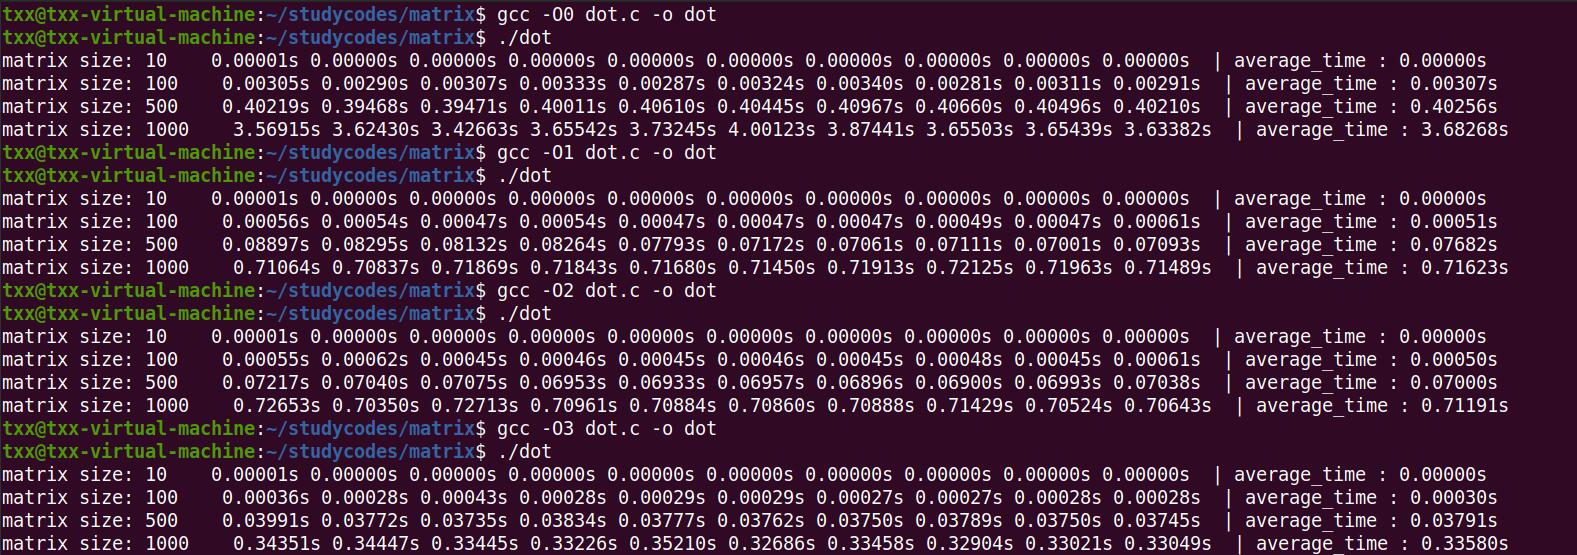 txx@txx-virtual-machine:~/studycodes/matrix$ gcc -O0 dot.c -o dot
txx@txx-virtual-machine:~/studycodes/matrix$ ./dot
matrix size: 10    0.00001s 0.00000s 0.00000s 0.00000s 0.00000s 0.00000s 0.00000s 0.00000s 0.00000s 0.00000s  | average_time : 0.00000s
matrix size: 100    0.00305s 0.00290s 0.00307s 0.00333s 0.00287s 0.00324s 0.00340s 0.00281s 0.00311s 0.00291s  | average_time : 0.00307s
matrix size: 500    0.40219s 0.39468s 0.39471s 0.40011s 0.40610s 0.40445s 0.40967s 0.40660s 0.40496s 0.40210s  | average_time : 0.40256s
matrix size: 1000    3.56915s 3.62430s 3.42663s 3.65542s 3.73245s 4.00123s 3.87441s 3.65503s 3.65439s 3.63382s  | average_time : 3.68268s
txx@txx-virtual-machine:~/studycodes/matrix$ gcc -O1 dot.c -o dot
txx@txx-virtual-machine:~/studycodes/matrix$ ./dot
matrix size: 10    0.00001s 0.00000s 0.00000s 0.00000s 0.00000s 0.00000s 0.00000s 0.00000s 0.00000s 0.00000s  | average_time : 0.00000s
matrix size: 100    0.00056s 0.00054s 0.00047s 0.00054s 0.00047s 0.00047s 0.00047s 0.00049s 0.00047s 0.00061s  | average_time : 0.00051s
matrix size: 500    0.08897s 0.08295s 0.08132s 0.08264s 0.07793s 0.07172s 0.07061s 0.07111s 0.07001s 0.07093s  | average_time : 0.07682s
matrix size: 1000    0.71064s 0.70837s 0.71869s 0.71843s 0.71680s 0.71450s 0.71913s 0.72125s 0.71963s 0.71489s  | average_time : 0.71623s
txx@txx-virtual-machine:~/studycodes/matrix$ gcc -O2 dot.c -o dot
txx@txx-virtual-machine:~/studycodes/matrix$ ./dot
matrix size: 10    0.00001s 0.00000s 0.00000s 0.00000s 0.00000s 0.00000s 0.00000s 0.00000s 0.00000s 0.00000s  | average_time : 0.00000s
matrix size: 100    0.00055s 0.00062s 0.00045s 0.00046s 0.00045s 0.00046s 0.00045s 0.00048s 0.00045s 0.00061s  | average_time : 0.00050s
matrix size: 500    0.07217s 0.07040s 0.07075s 0.06953s 0.06933s 0.06957s 0.06896s 0.06900s 0.06993s 0.07038s  | average_time : 0.07000s
matrix size: 1000    0.72653s 0.70350s 0.72713s 0.70961s 0.70884s 0.70860s 0.70888s 0.71429s 0.70524s 0.70643s  | average_time : 0.71191s
txx@txx-virtual-machine:~/studycodes/matrix$ gcc -O3 dot.c -o dot
txx@txx-virtual-machine:~/studycodes/matrix$ ./dot
matrix size: 10    0.00001s 0.00000s 0.00000s 0.00000s 0.00000s 0.00000s 0.00000s 0.00000s 0.00000s 0.00000s  | average_time : 0.00000s
matrix size: 100    0.00036s 0.00028s 0.00043s 0.00028s 0.00029s 0.00029s 0.00027s 0.00027s 0.00028s 0.00028s  | average_time : 0.00030s
matrix size: 500    0.03991s 0.03772s 0.03735s 0.03834s 0.03777s 0.03762s 0.03750s 0.03789s 0.03750s 0.03745s  | average_time : 0.03791s
matrix size: 1000    0.34351s 0.34447s 0.33445s 0.33226s 0.35210s 0.32686s 0.33458s 0.32904s 0.33021s 0.33049s  | average_time : 0.33580s